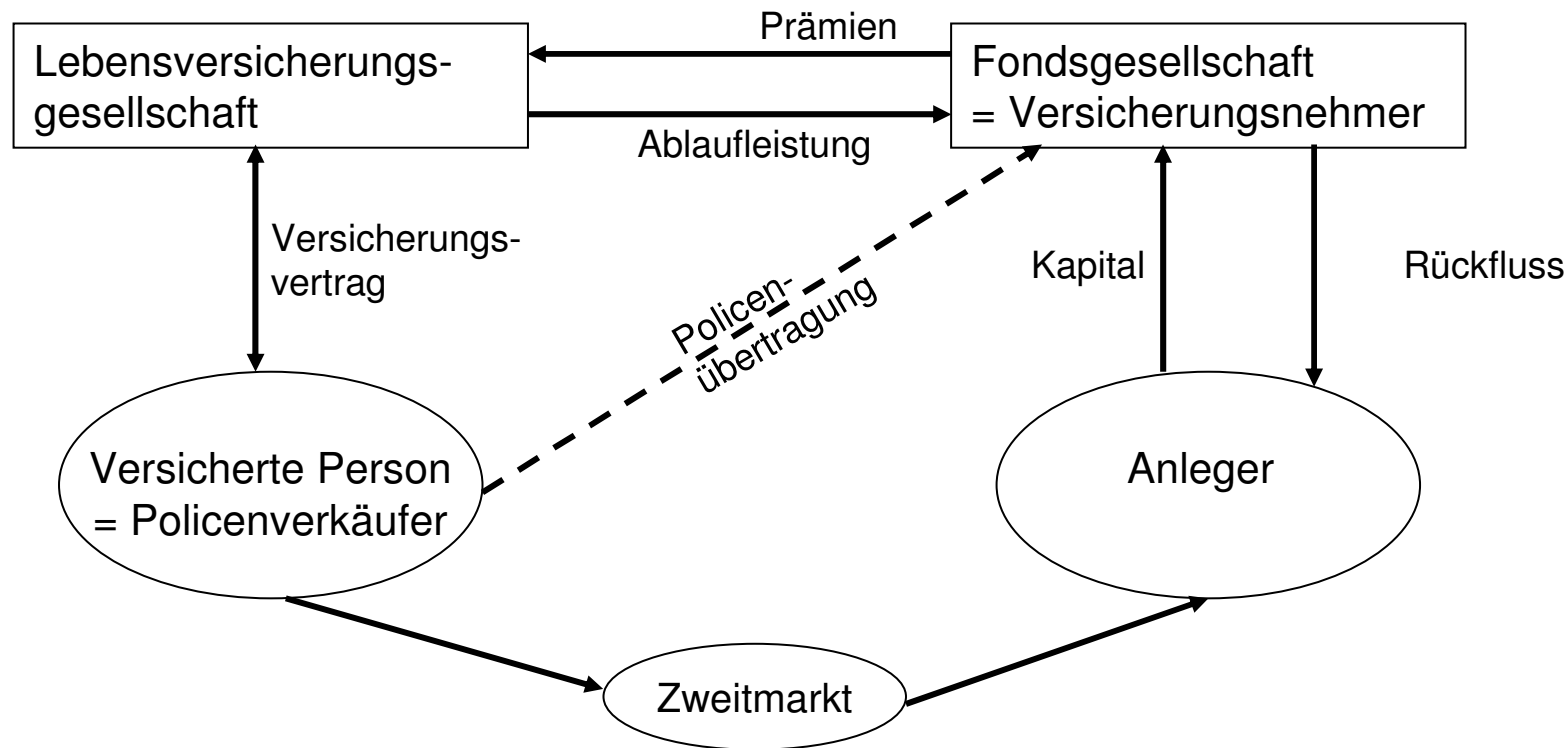 Prämien
Lebensversicherungs-
gesellschaft
Fondsgesellschaft
= Versicherungsnehmer
Ablaufleistung
Versicherungs-
vertrag
Policen-
übertragung
Kapital
Rückfluss
Versicherte Person
= Policenverkäufer
Anleger
Zweitmarkt